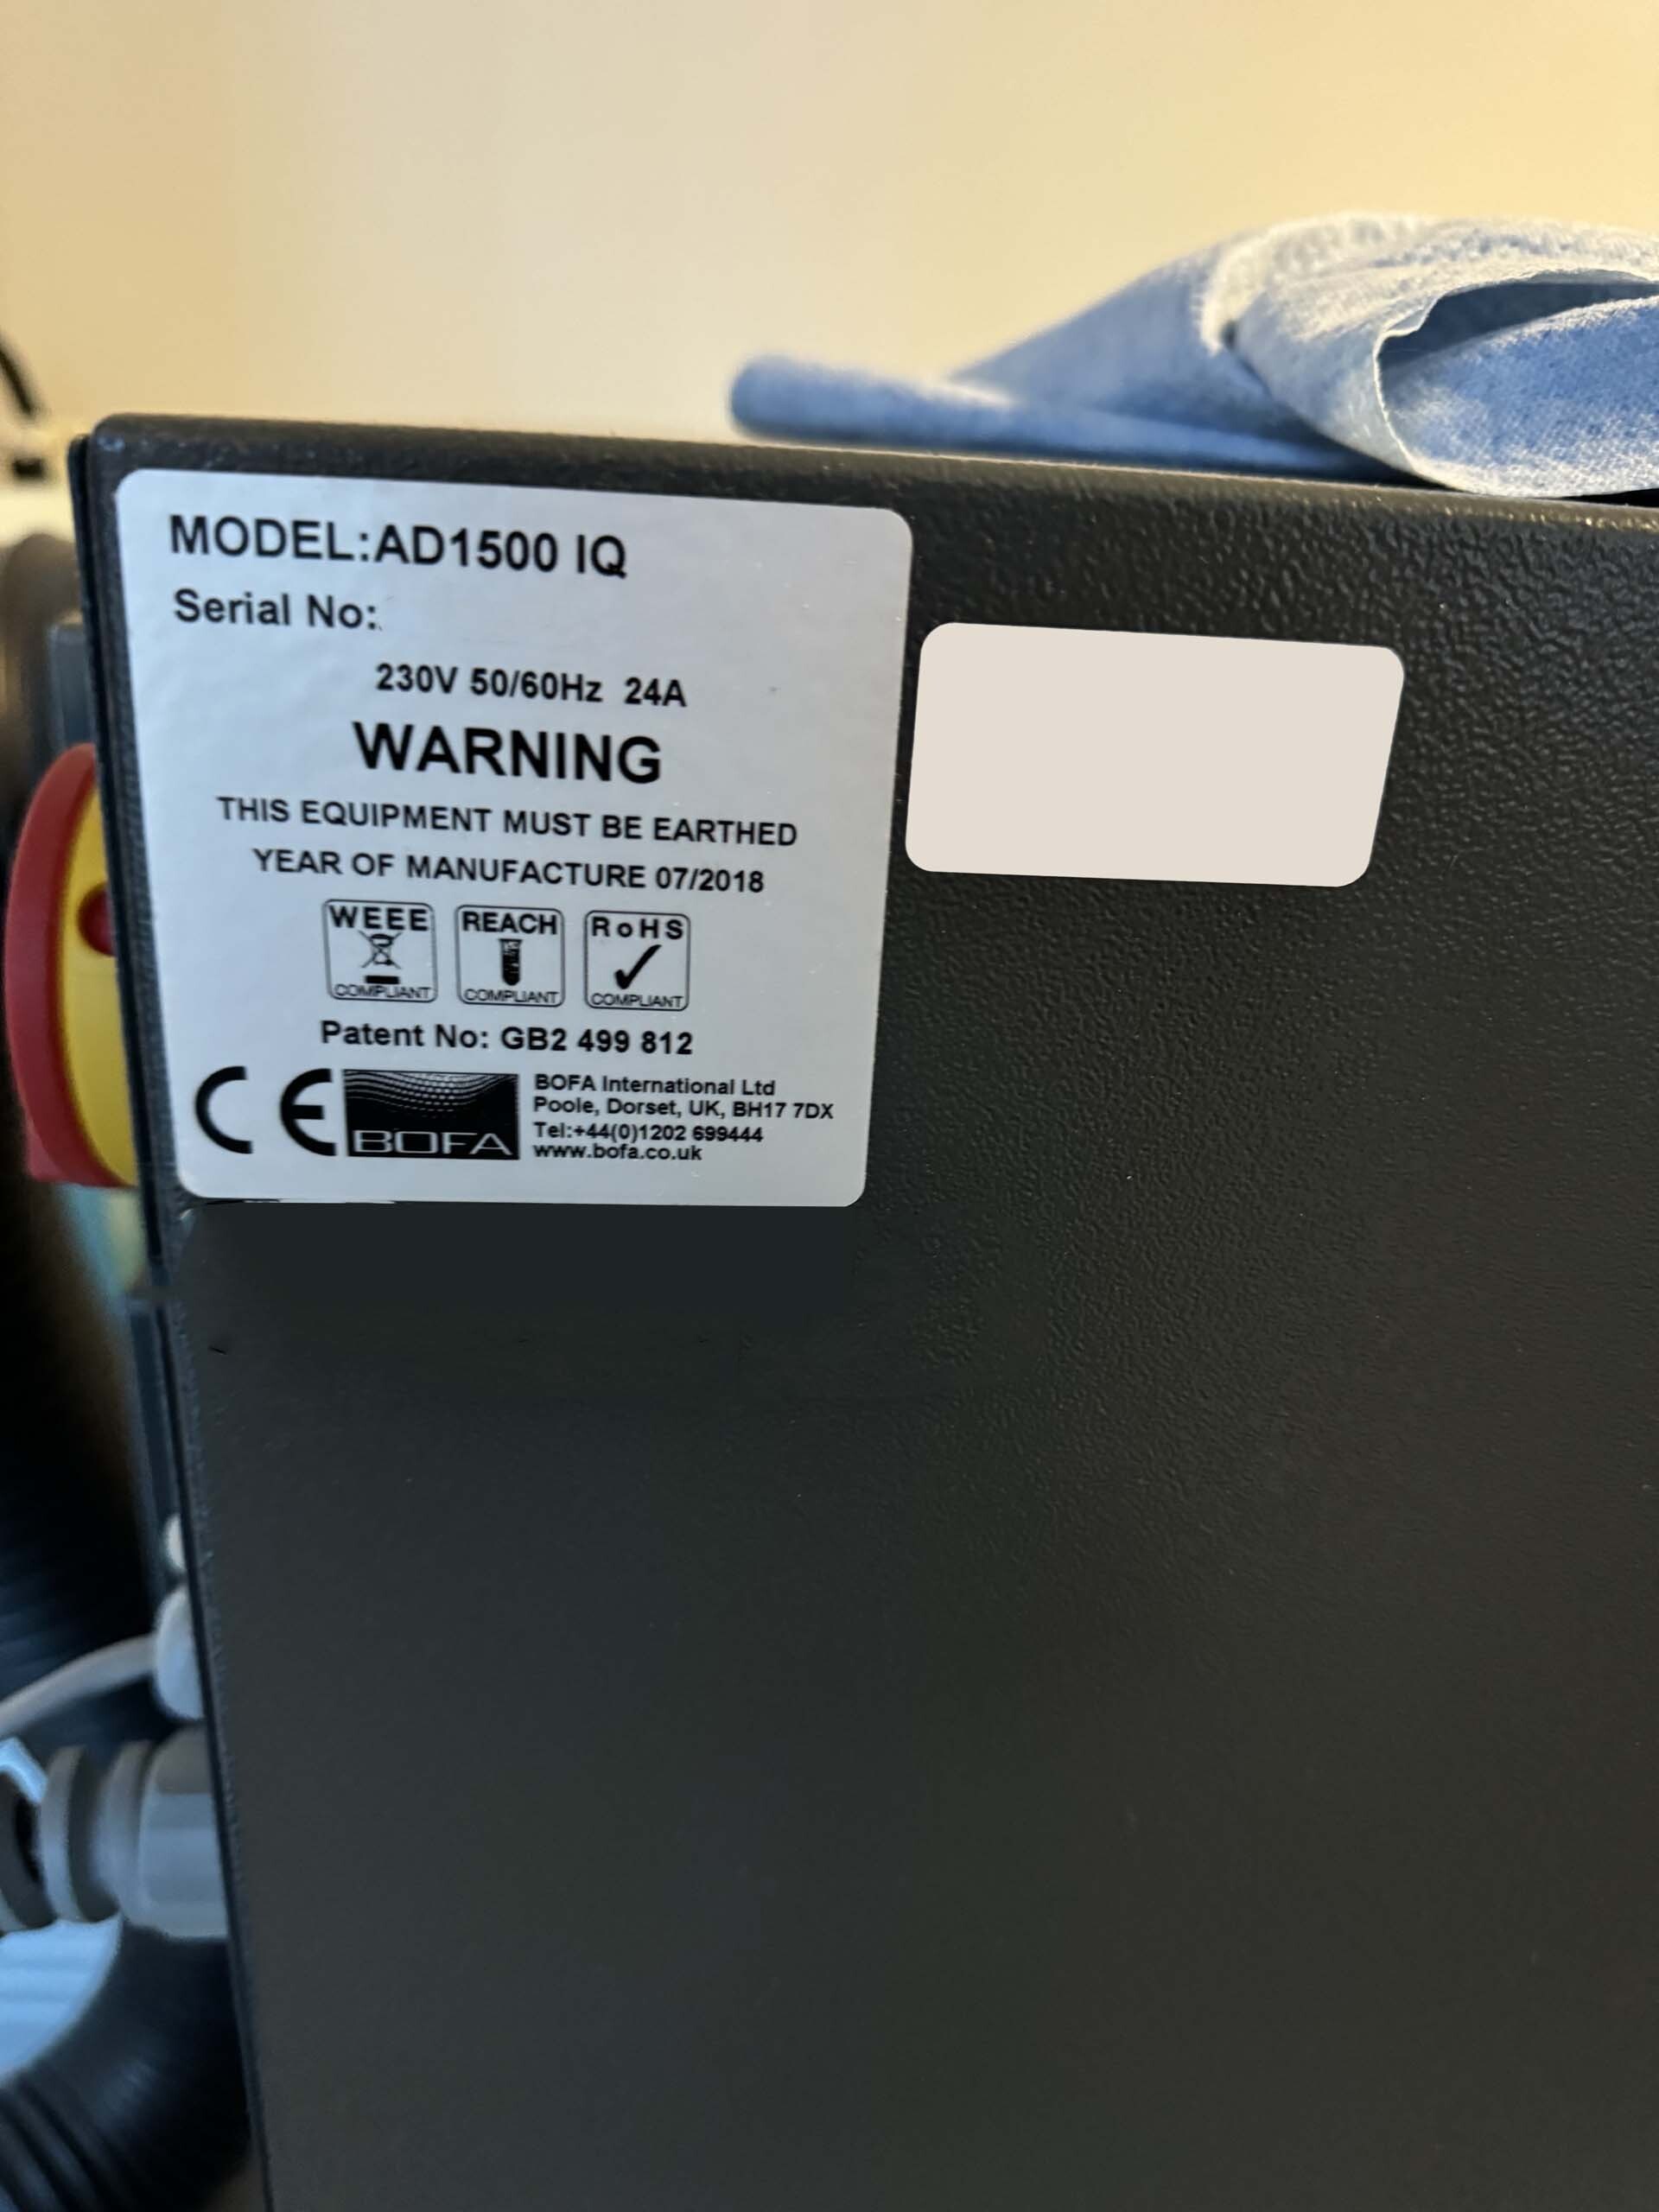 MODEL:AD1500 IQ
Serial No:
230V 50/60Hz 24A
WARNING
THIS EQUIPMENT MUST BE EARTHED
YEAR OF MANUFACTURE 07/2018
WEEE REACH RoHS
COMPLIANT COMPLIANT COMPLIANT
Patent No: GB2 499 812
CE BOFA
BOFA International Ltd
Poole, Dorset, UK, BH17 7DX
Tel:+44(0)1202 699444
www.bofa.co.uk